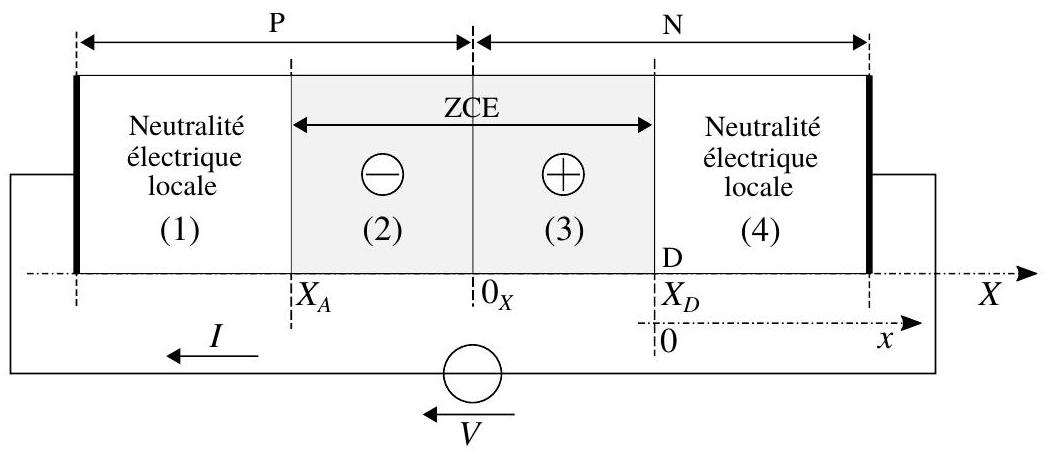 P
N
ZCE
Neutralité
électrique
locale
(1)
−
(2)
+
(3)
Neutralité
électrique
locale
(4)
D
X_A
0_X
X_D
X
0
x
I
V